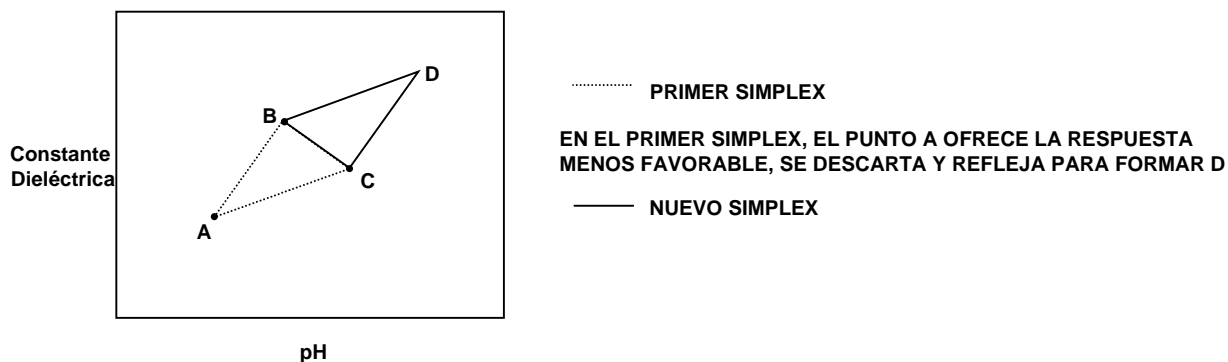 D
B
Constante
Dieléctrica
C
A
pH
PRIMER SIMPLEX
EN EL PRIMER SIMPLEX, EL PUNTO A OFRECE LA RESPUESTA
MENOS FAVORABLE, SE DESCARTA Y REFLEJA PARA FORMAR D
NUEVO SIMPLEX